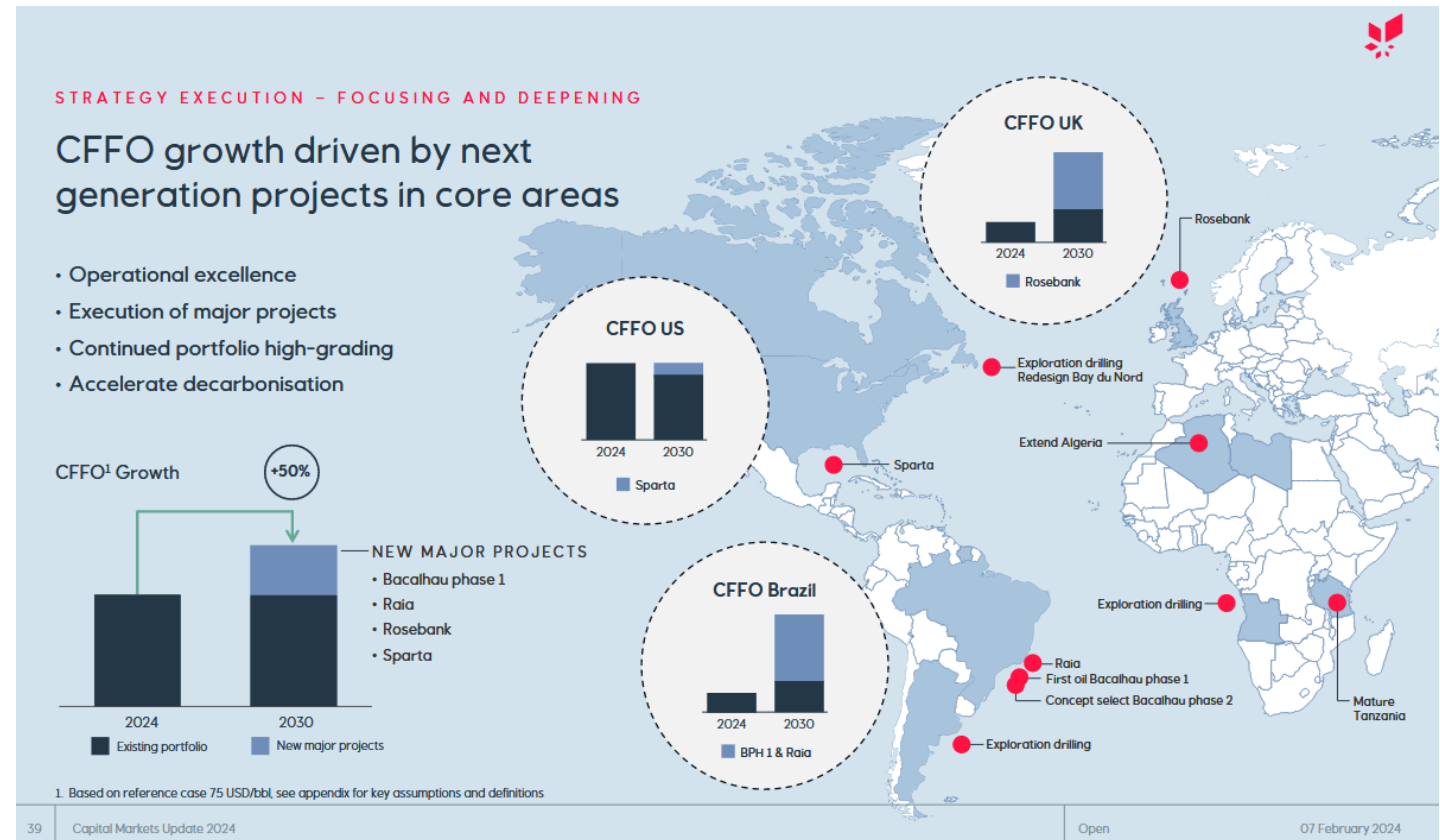 STRATEGY EXECUTION – FOCUSING AND DEEPENING
CFFO growth driven by next
generation projects in core areas
• Operational excellence
• Execution of major projects
• Continued portfolio high-grading
• Accelerate decarbonisation
CFFO¹ Growth
+50%
NEW MAJOR PROJECTS
• Bacalhau phase 1
• Raia
• Rosebank
• Sparta
2024
2030
Existing portfolio
New major projects
CFFO US
2024
2030
Sparta
CFFO UK
2024
2030
Rosebank
CFFO Brazil
2024
2030
BPH 1 & Raia
Rosebank
Exploration drilling
Redesign Bay du Nord
Extend Algeria
Sparta
Exploration drilling
Raia
First oil Bacalhau phase 1
Concept select Bacalhau phase 2
Mature
Tanzania
Exploration drilling
1. Based on reference case 75 USD/bbl, see appendix for key assumptions and definitions
39
Capital Markets Update 2024
Open
07 February 2024